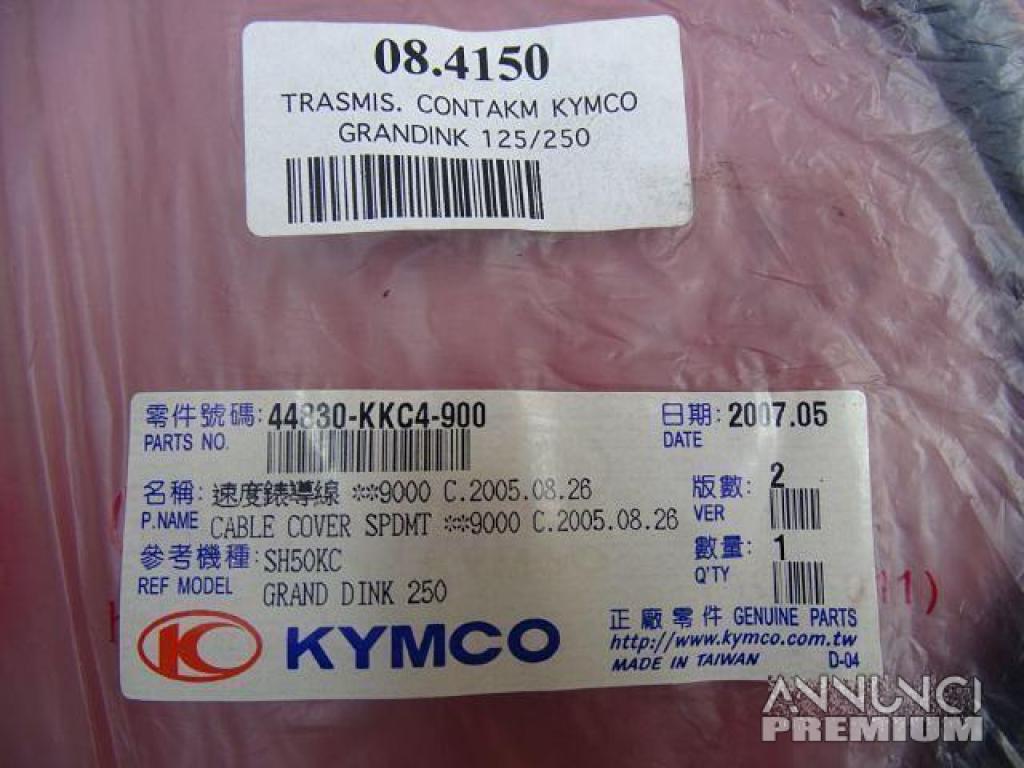 08.4150
TRASMIS. CONTAKM KYMCO
GRANDINK 125/250
零件號碼: 44830-KKC4-900
PARTS NO.
日期: 2007.05
DATE
名稱: 速度錶導線 **9000 C.2005.08.26
P.NAME CABLE COVER SPDMT **9000 C.2005.08.26
版數: 2
VER
參考機種: SH50KC
REF MODEL GRAND DINK 250
數量: 1
Q'TY
KYMCO
正廠零件 GENUINE PARTS
http://www.kymco.com.tw
MADE IN TAIWAN D-04
ANNUNCI
PREMIUM